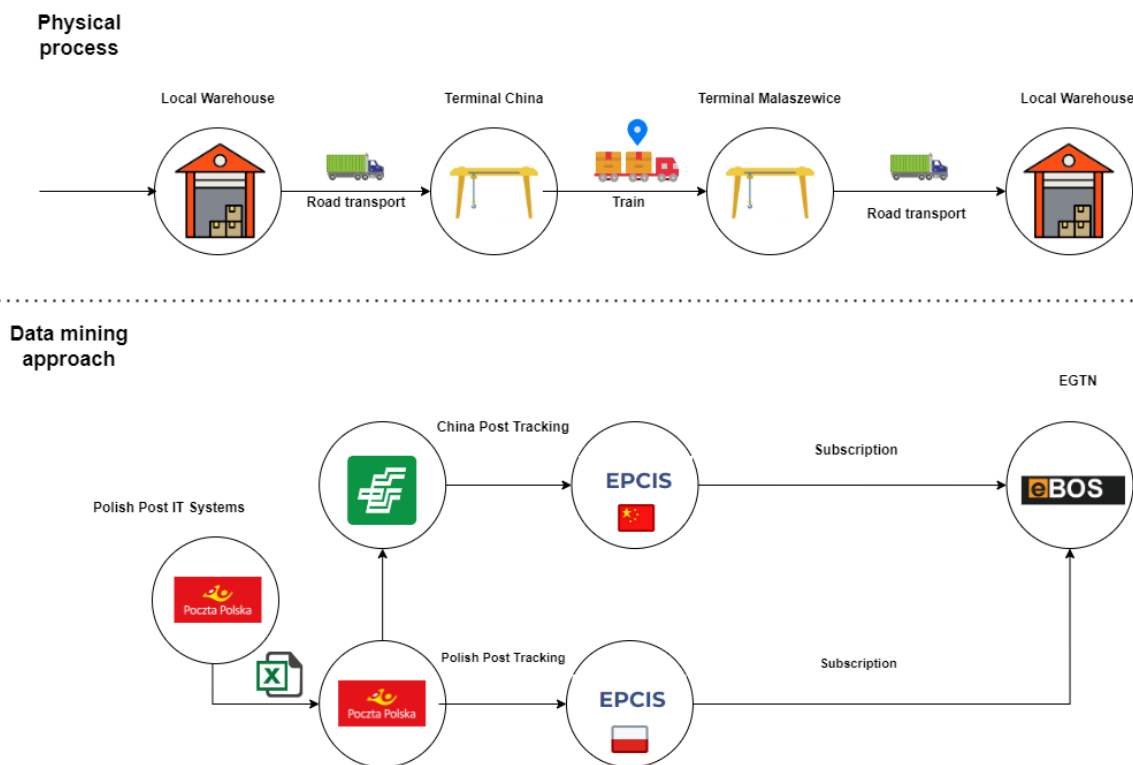 Physical
process
Local Warehouse
Terminal China
Terminal Malaszewice
Local Warehouse
Road transport
Train
Road transport
Data mining
approach
EGTN
China Post Tracking
Subscription
EPCIS
eBOS
Polish Post IT Systems
Poczta Polska
X
Polish Post Tracking
Subscription
Poczta Polska
EPCIS